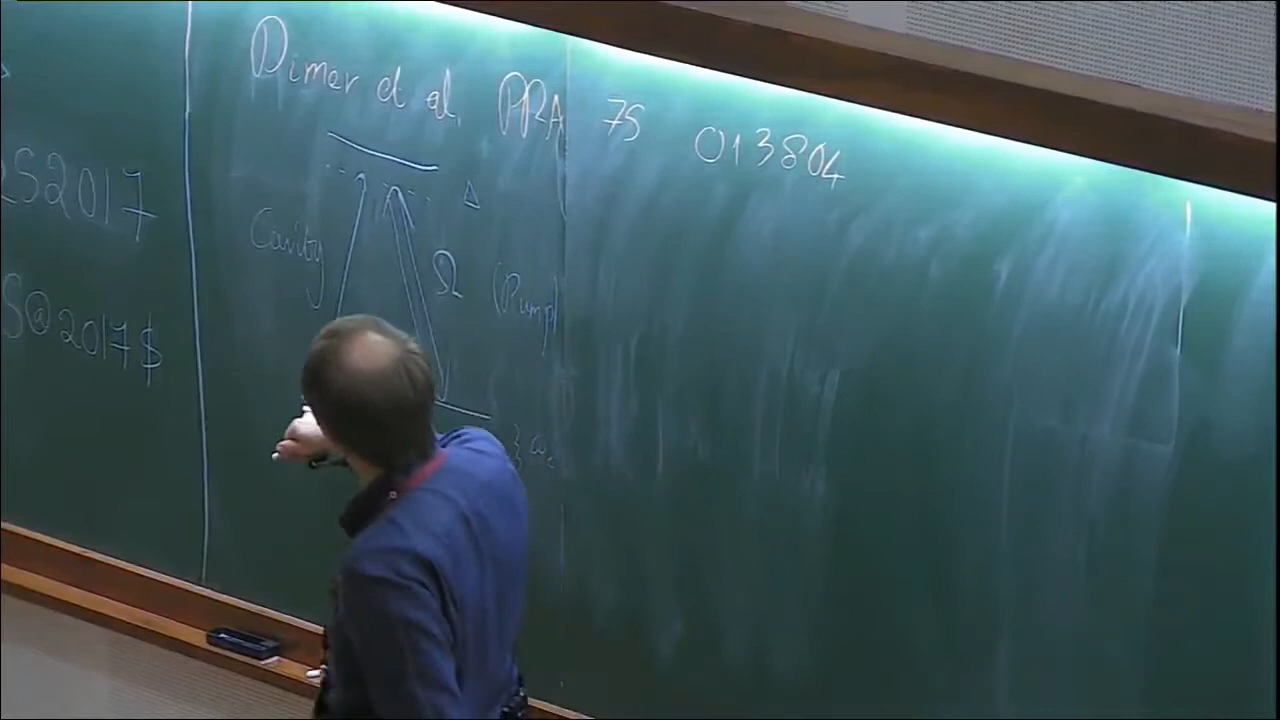 Dimer et al. PRA 75 013804
S2017
Δ
Cavity
Ω (Pump)
S@2017$
} ω